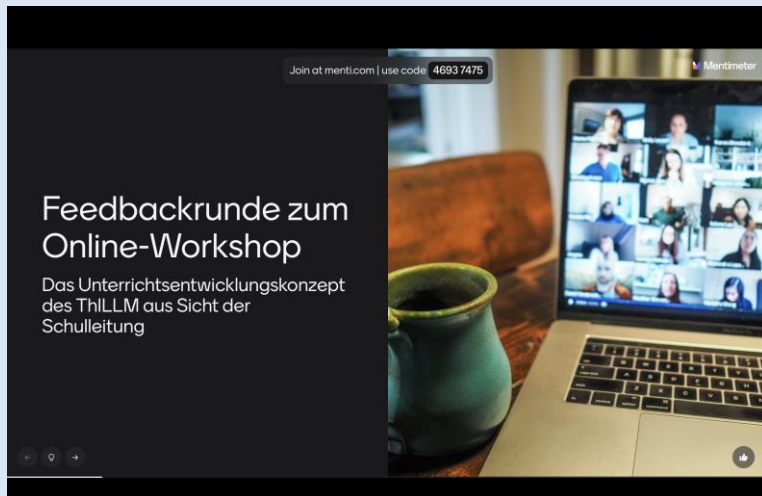 Join at menti.com | use code 4693 7475
Mentimeter
Feedbackrunde zum
Online-Workshop
Das Unterrichtsentwicklungskonzept
des ThILLM aus Sicht der
Schulleitung